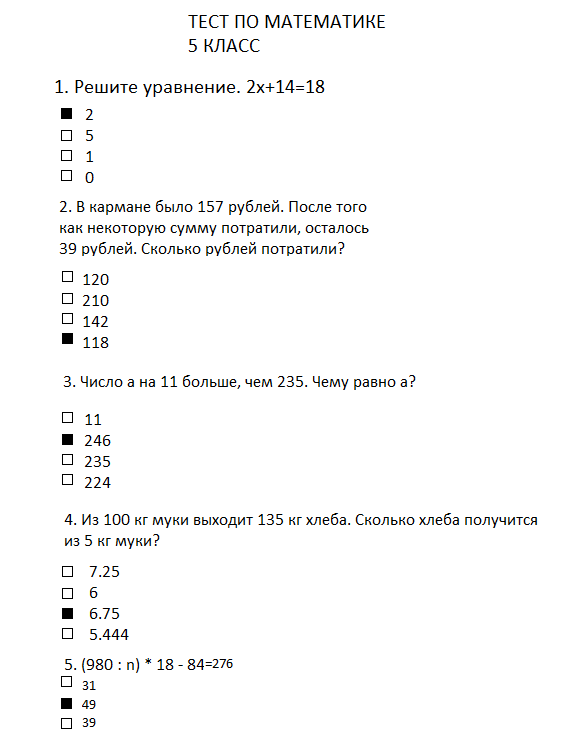 ТЕСТ ПО МАТЕМАТИКЕ
5 КЛАСС
1. Решите уравнение. 2x+14=18
2
5
1
0
2. В кармане было 157 рублей. После того
как некоторую сумму потратили, осталось
39 рублей. Сколько рублей потратили?
120
210
142
118
3. Число а на 11 больше, чем 235. Чему равно а?
11
246
235
224
4. Из 100 кг муки выходит 135 кг хлеба. Сколько хлеба получится
из 5 кг муки?
7.25
6
6.75
5.444
5. (980 : n) * 18 - 84=276
31
49
39